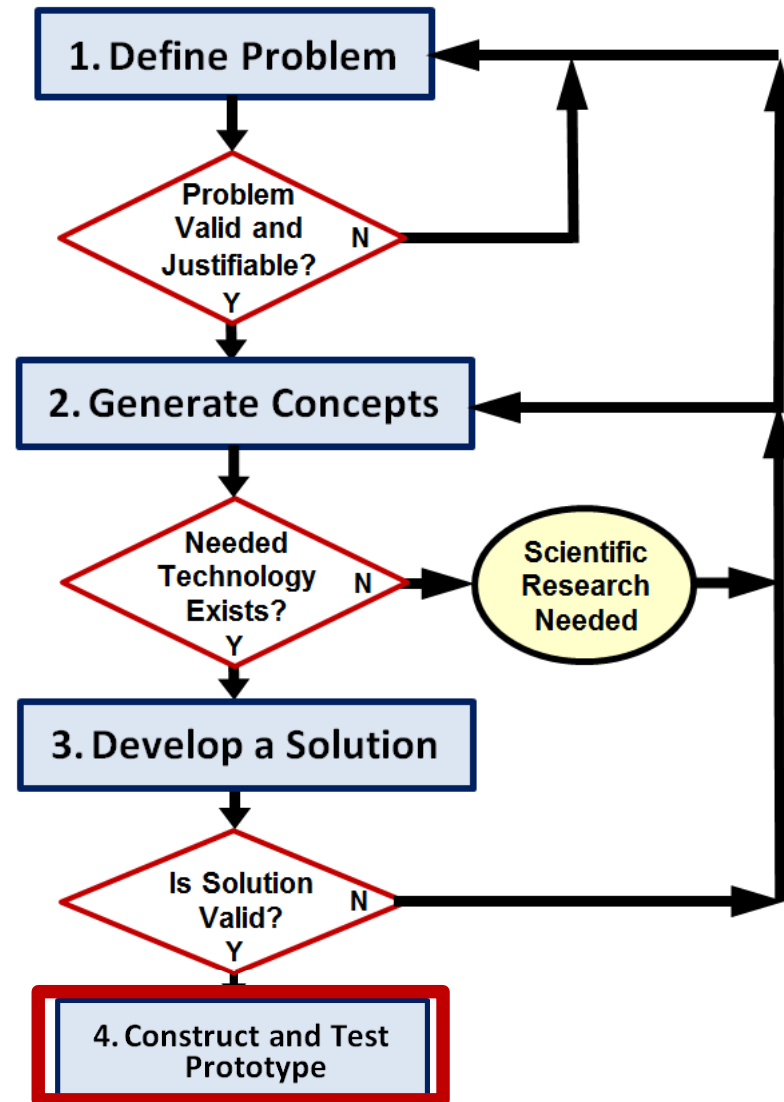 1. Define Problem
Problem
Valid and
Justifiable?
N
Y
2. Generate Concepts
Needed
Technology
Exists?
N
Y
Scientific
Research
Needed
3. Develop a Solution
Is Solution
Valid?
N
Y
4. Construct and Test
Prototype